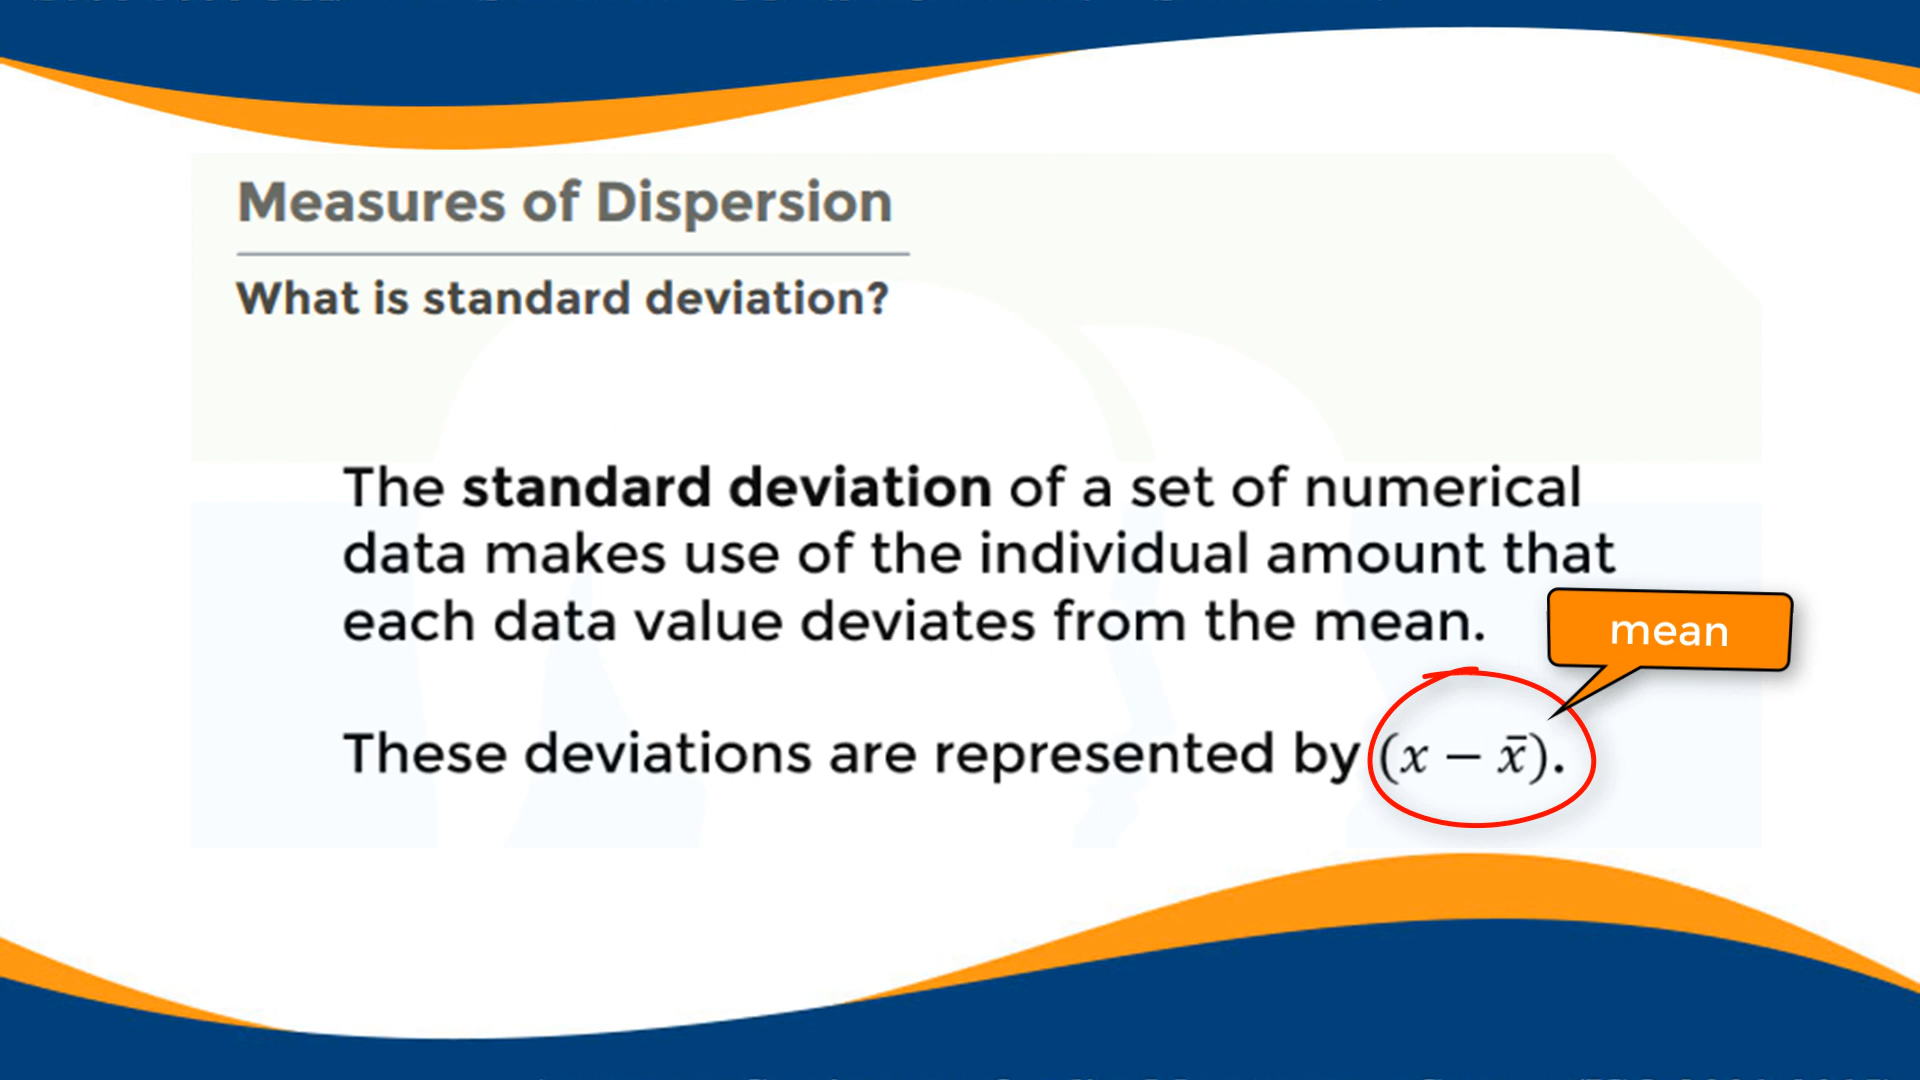 Measures of Dispersion
What is standard deviation?
The standard deviation of a set of numerical
data makes use of the individual amount that
each data value deviates from the mean.
mean
These deviations are represented by (x − x̄).